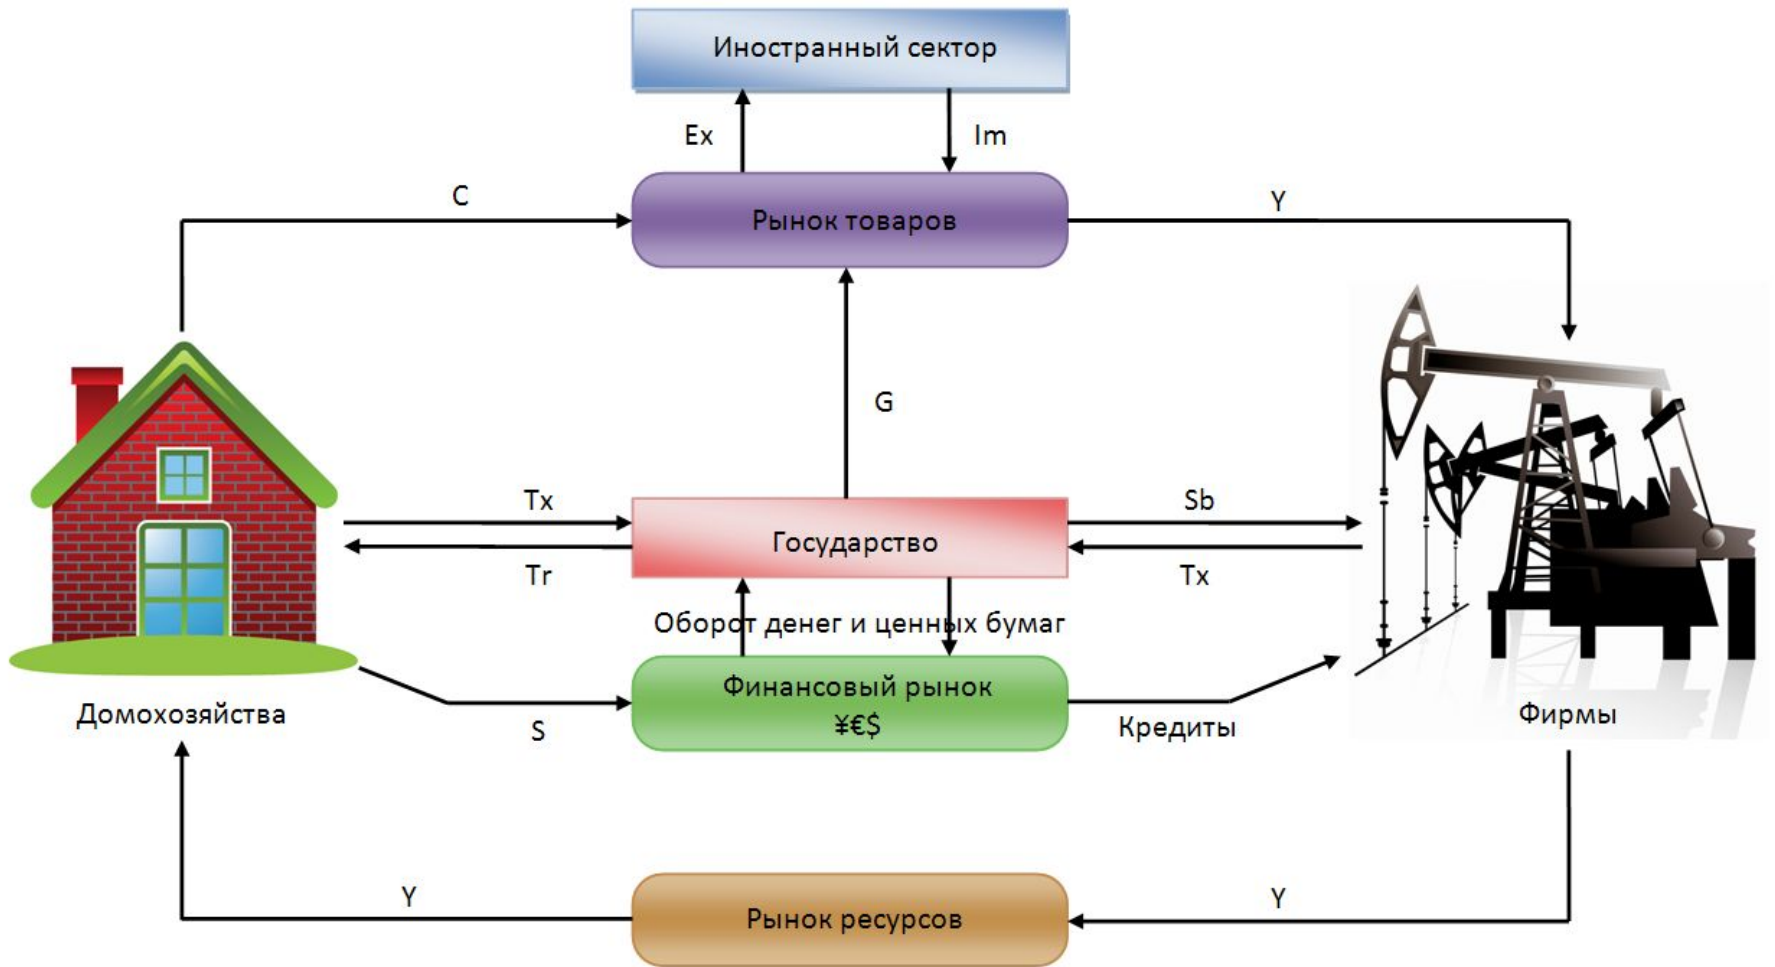 Иностранный сектор
Ex
Im
C
Рынок товаров
Y
G
Tx
Государство
Sb
Tr
Tx
Оборот денег и ценных бумаг
Финансовый рынок
¥€$
Домохозяйства
S
Кредиты
Фирмы
Y
Рынок ресурсов
Y